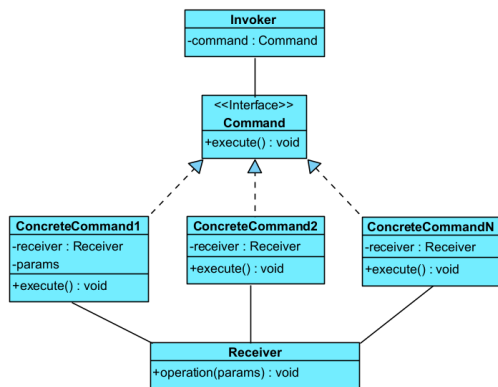 Invoker
-command : Command
<<Interface>>
Command
+execute() : void
ConcreteCommand1
-receiver : Receiver
-params
+execute() : void
ConcreteCommand2
-receiver : Receiver
+execute() : void
ConcreteCommandN
-receiver : Receiver
+execute() : void
Receiver
+operation(params) : void